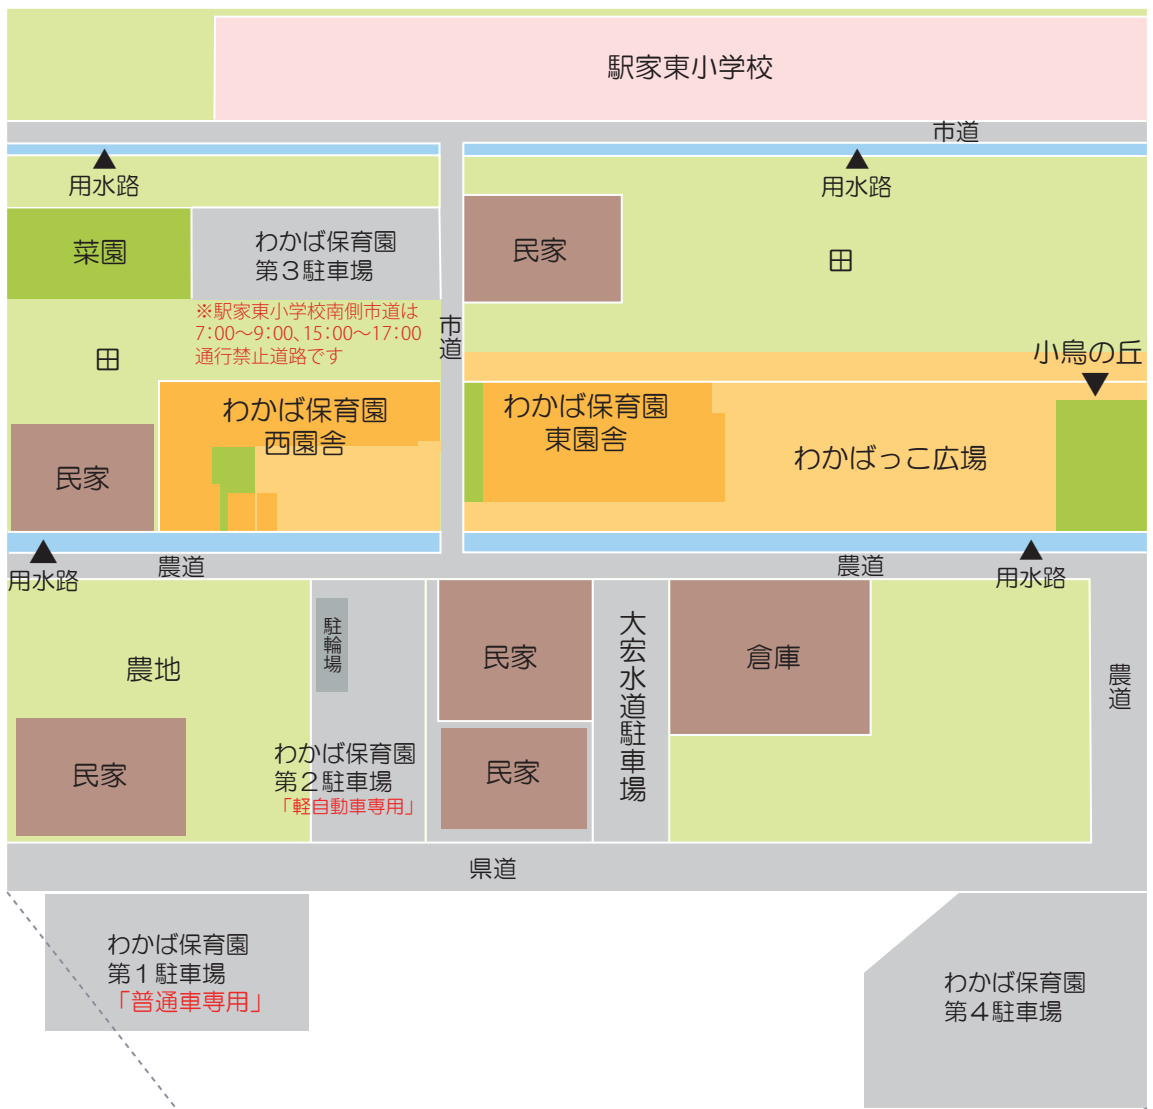 駅家東小学校
市道
用水路
用水路
菜園
わかば保育園
第３駐車場
民家
田
※駅家東小学校南側市道は
7：00～9：00、15：00～17：00
通行禁止道路です
市道
田
小鳥の丘
わかば保育園
西園舎
わかば保育園
東園舎
わかばっこ広場
民家
用水路
農道
農道
用水路
農地
駐輪場
民家
大宏水道駐車場
倉庫
農道
民家
わかば保育園
第２駐車場
「軽自動車専用」
民家
県道
わかば保育園
第１駐車場
「普通車専用」
わかば保育園
第４駐車場